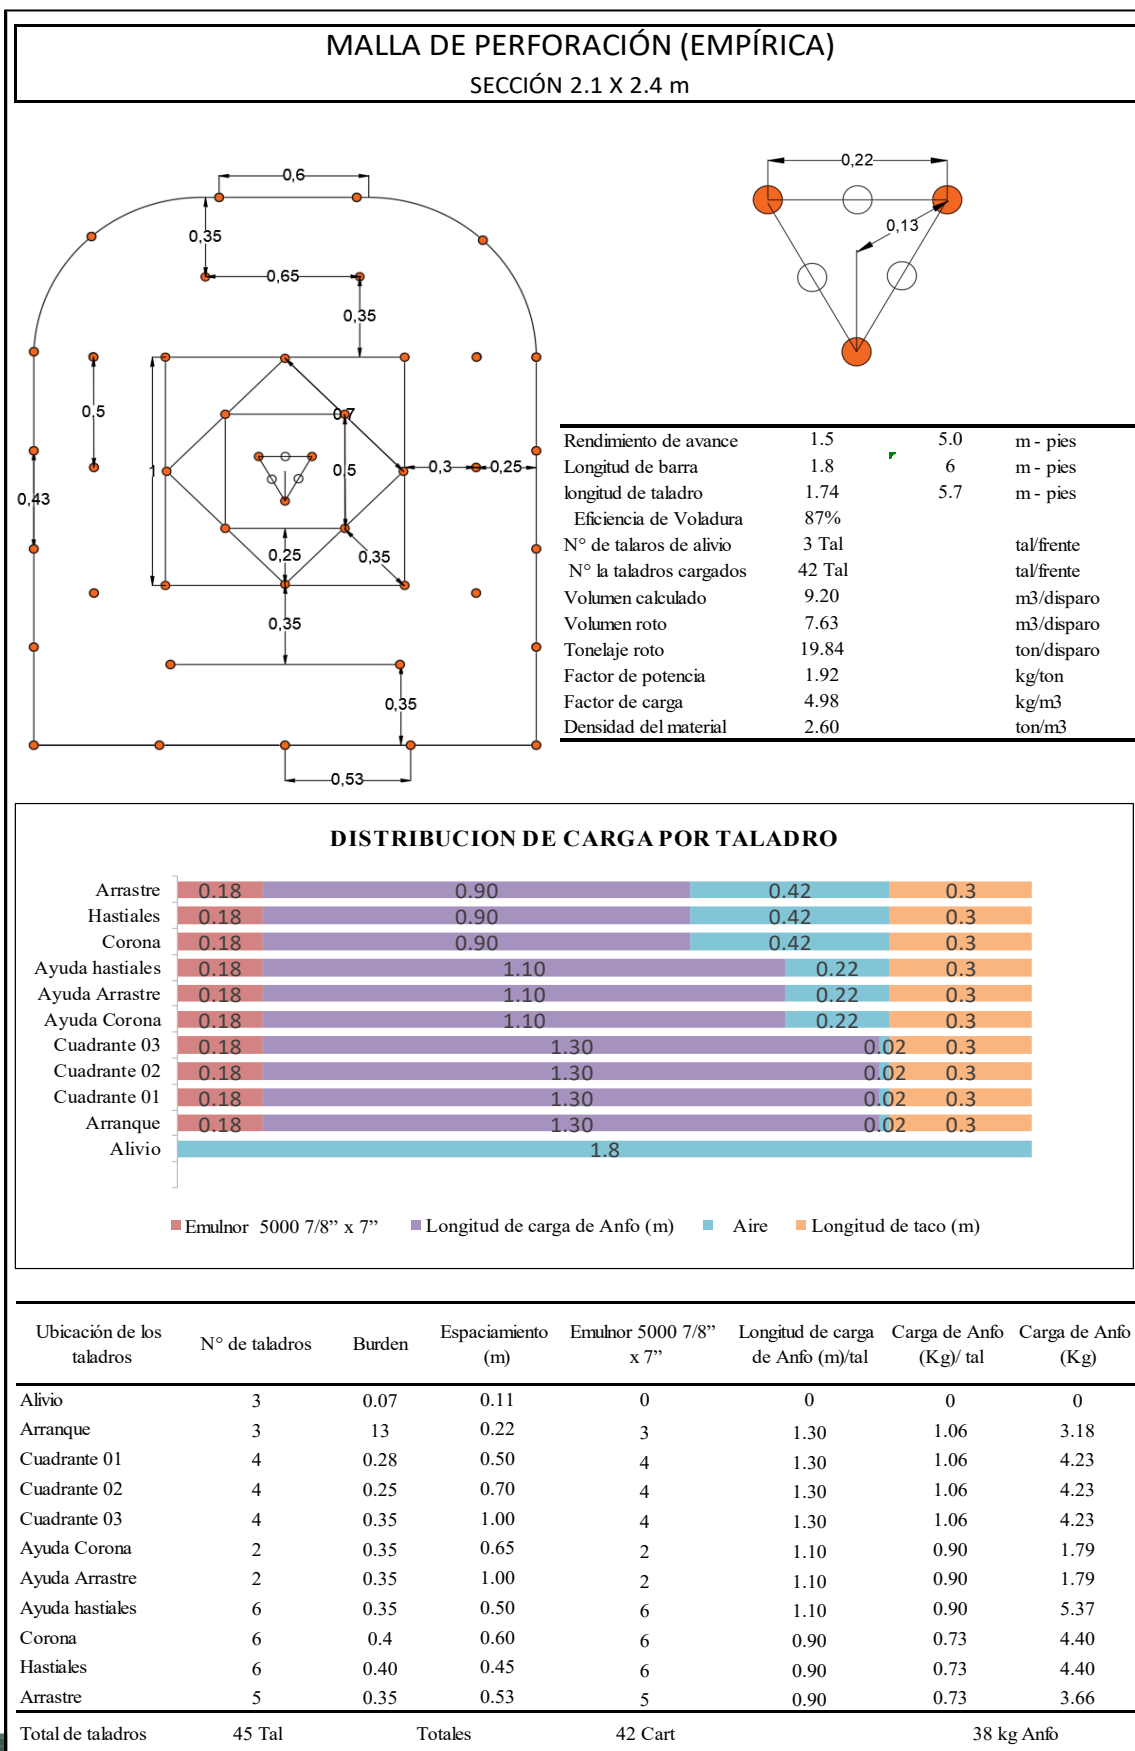 MALLA DE PERFORACIÓN (EMPÍRICA)
SECCIÓN 2.1 X 2.4 m
0,6
0,35
0,65
0,35
0,5
0,7
1
0,5
0,3
0,25
0,43
0,25
0,35
0,35
0,35
0,53
0,22
0,13
Rendimiento de avance 1.5 5.0 m - pies
Longitud de barra 1.8 6 m - pies
longitud de taladro 1.74 5.7 m - pies
Eficiencia de Voladura 87%
N° de talaros de alivio 3 Tal tal/frente
N° la taladros cargados 42 Tal tal/frente
Volumen calculado 9.20 m3/disparo
Volumen roto 7.63 m3/disparo
Tonelaje roto 19.84 ton/disparo
Factor de potencia 1.92 kg/ton
Factor de carga 4.98 kg/m3
Densidad del material 2.60 ton/m3
DISTRIBUCION DE CARGA POR TALADRO
Arrastre 0.18 0.90 0.42 0.3
Hastiales 0.18 0.90 0.42 0.3
Corona 0.18 0.90 0.42 0.3
Ayuda hastiales 0.18 1.10 0.22 0.3
Ayuda Arrastre 0.18 1.10 0.22 0.3
Ayuda Corona 0.18 1.10 0.22 0.3
Cuadrante 03 0.18 1.30 0.02 0.3
Cuadrante 02 0.18 1.30 0.02 0.3
Cuadrante 01 0.18 1.30 0.02 0.3
Arranque 0.18 1.30 0.02 0.3
Alivio 1.8
Emulnor 5000 7/8” x 7” Longitud de carga de Anfo (m) Aire Longitud de taco (m)
Ubicación de los taladros N° de taladros Burden Espaciamiento (m) Emulnor 5000 7/8” x 7” Longitud de carga de Anfo (m)/tal Carga de Anfo (Kg)/ tal Carga de Anfo (Kg)
Alivio 3 0.07 0.11 0 0 0 0
Arranque 3 13 0.22 3 1.30 1.06 3.18
Cuadrante 01 4 0.28 0.50 4 1.30 1.06 4.23
Cuadrante 02 4 0.25 0.70 4 1.30 1.06 4.23
Cuadrante 03 4 0.35 1.00 4 1.30 1.06 4.23
Ayuda Corona 2 0.35 0.65 2 1.10 0.90 1.79
Ayuda Arrastre 2 0.35 1.00 2 1.10 0.90 1.79
Ayuda hastiales 6 0.35 0.50 6 1.10 0.90 5.37
Corona 6 0.4 0.60 6 0.90 0.73 4.40
Hastiales 6 0.40 0.45 6 0.90 0.73 4.40
Arrastre 5 0.35 0.53 5 0.90 0.73 3.66
Total de taladros 45 Tal Totales 42 Cart 38 kg Anfo